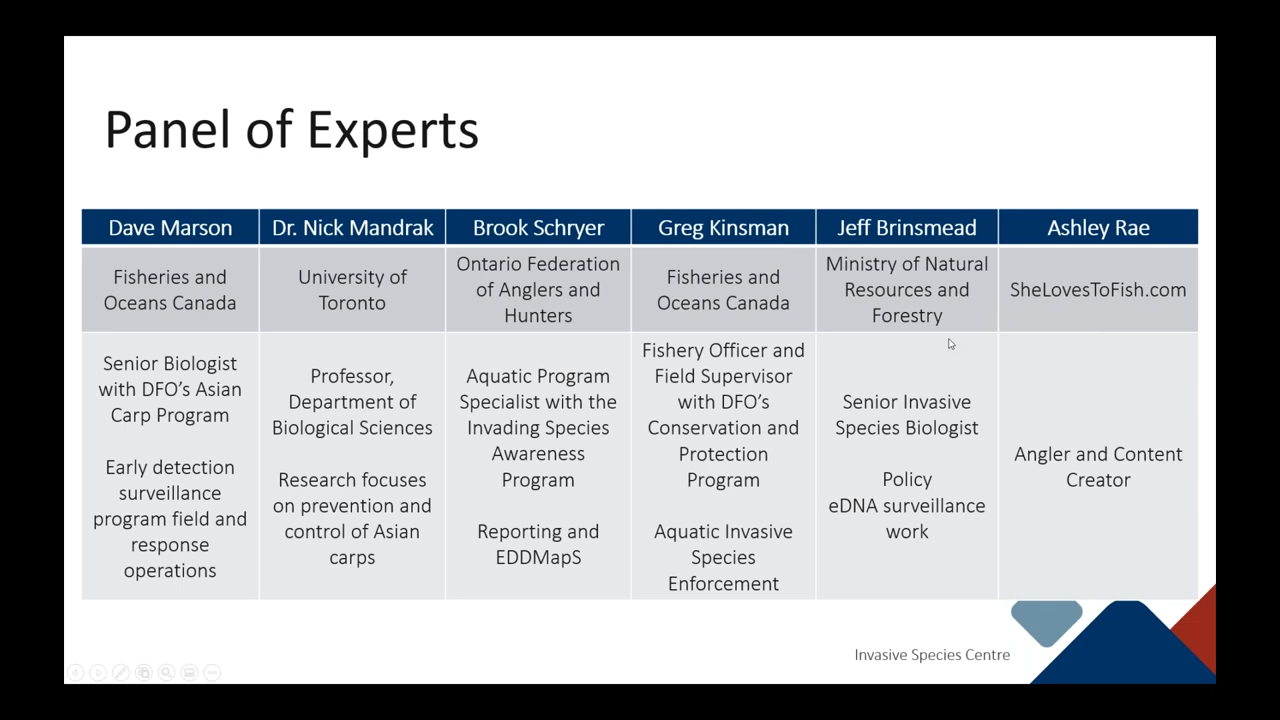 Panel of Experts
Dave Marson
Dr. Nick Mandrak
Brook Schryer
Greg Kinsman
Jeff Brinsmead
Ashley Rae
Fisheries and
Oceans Canada
University of
Toronto
Ontario Federation
of Anglers and
Hunters
Fisheries and
Oceans Canada
Ministry of Natural
Resources and
Forestry
SheLovesToFish.com
Senior Biologist
with DFO’s Asian
Carp Program
Early detection
surveillance
program field and
response
operations
Professor,
Department of
Biological Sciences
Research focuses
on prevention and
control of Asian
carps
Aquatic Program
Specialist with the
Invading Species
Awareness
Program
Reporting and
EDDMapS
Fishery Officer and
Field Supervisor
with DFO’s
Conservation and
Protection
Program
Aquatic Invasive
Species
Enforcement
Senior Invasive
Species Biologist
Policy
eDNA surveillance
work
Angler and Content
Creator
Invasive Species Centre